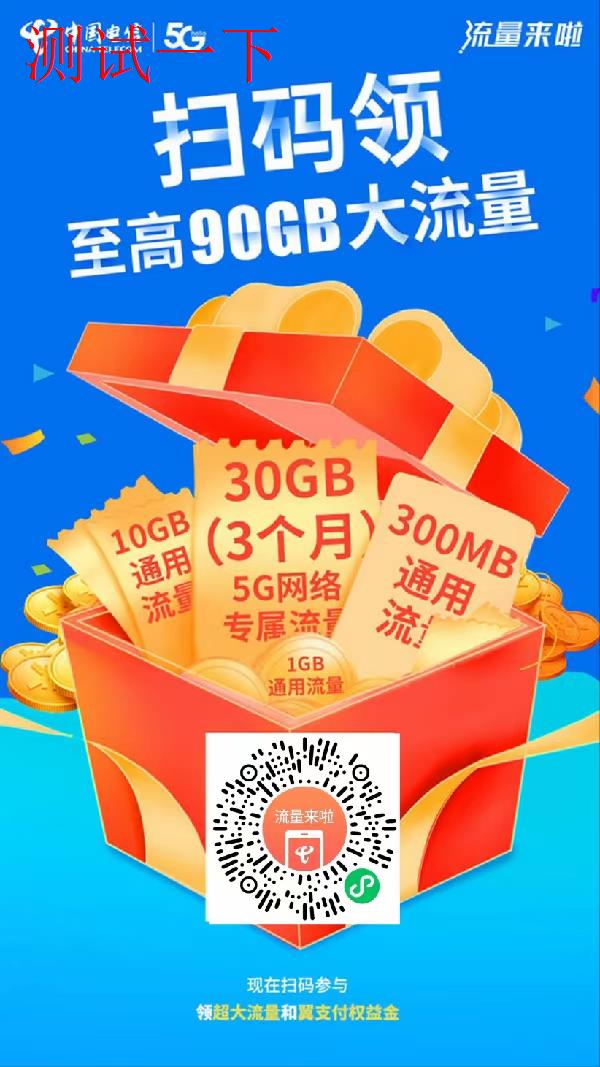 中国电信
CHINA TELECOM
5G
hello
流量来啦
测试一下
扫码领
至高90GB大流量
30GB
(3个月)
5G网络
专属流量
10GB
通用
流量
300MB
通用
流量
1GB
通用流量
流量来啦
现在扫码参与
领超大流量和翼支付权益金